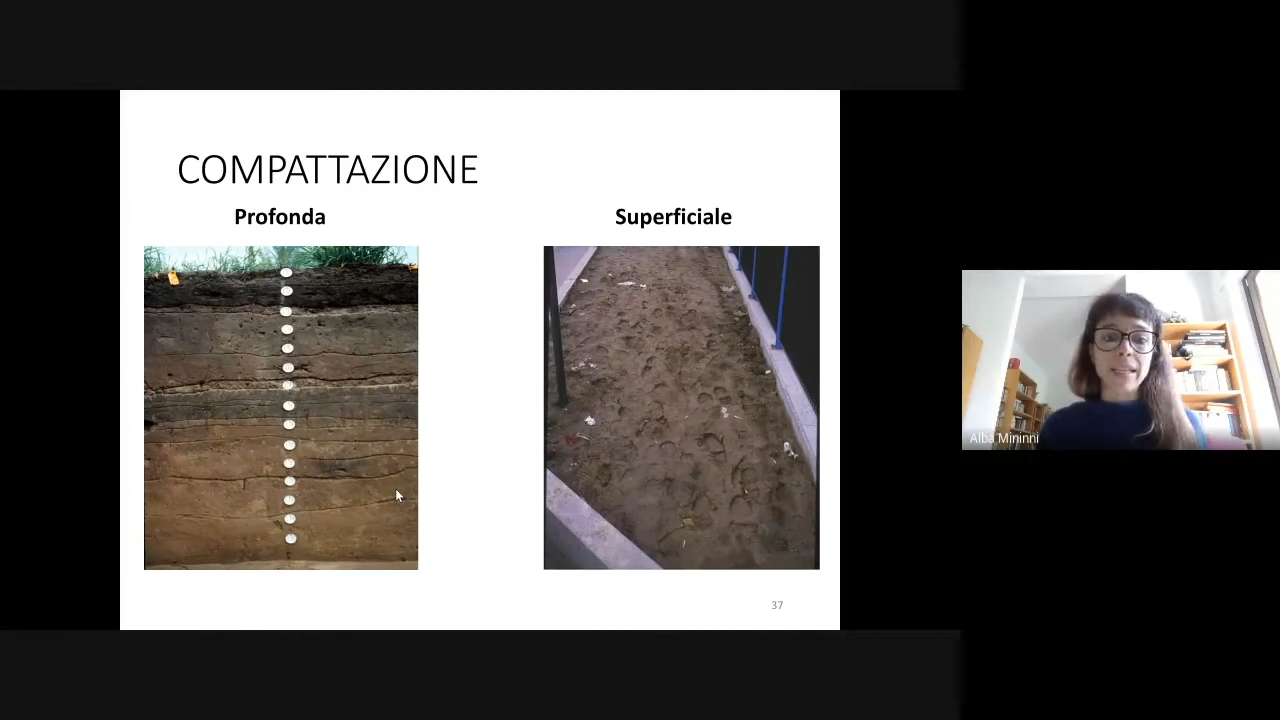 COMPATTAZIONE
Profonda
Superficiale
37
Alba Mininni